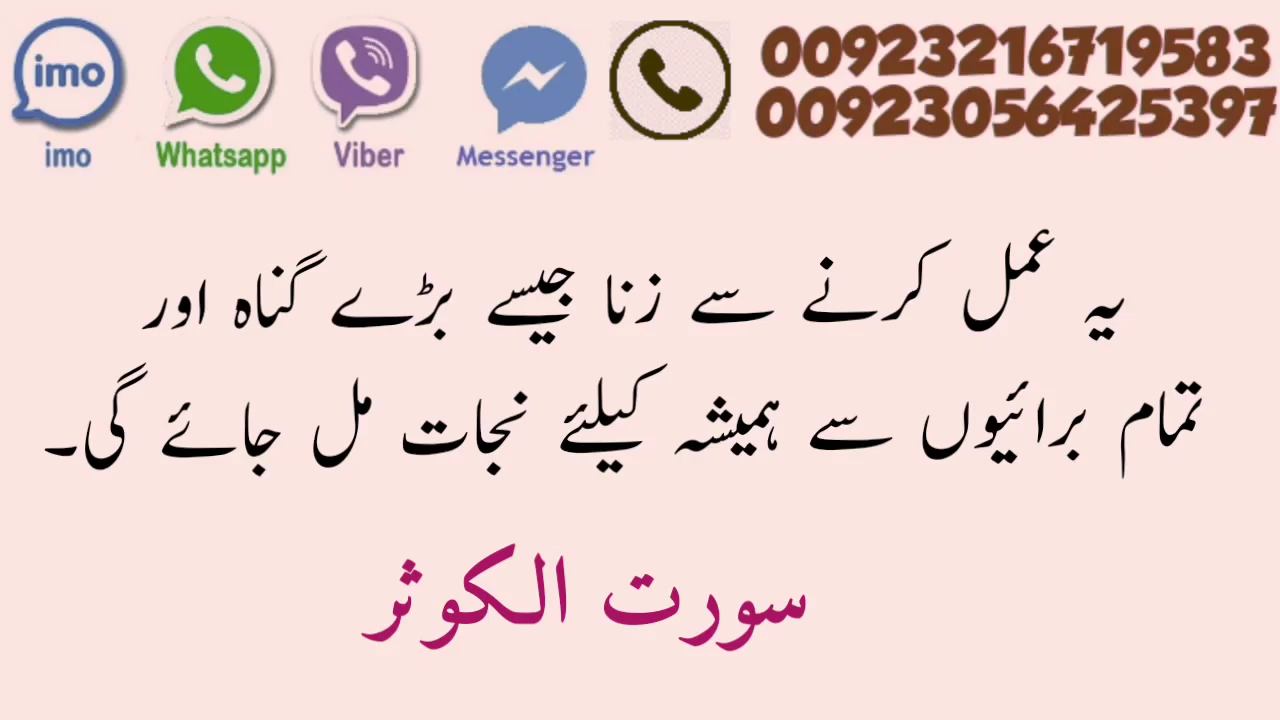 imo
00923216719583
00923056425397
imo
Whatsapp
Viber
Messenger
یہ عمل کرنے سے زنا جیسے بڑے گناہ اور
تمام برائیوں سے ہمیشہ کیلئے نجات مل جائے گی۔
سورت الکوثر